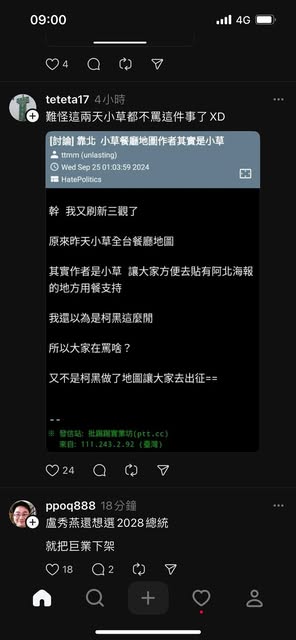 09:00
4G
4
teteta17 4小時
難怪這兩天小草都不罵這件事了XD
[討論] 靠北 小草餐廳地圖作者其實是小草
ttmm (unlasting)
Wed Sep 25 01:03:59 2024
HatePolitics
幹 我又刷新三觀了
原來昨天小草全台餐廳地圖
其實作者是小草 讓大家方便去貼有阿北海報
的地方用餐支持
我還以為是柯黑這麼閒
所以大家在罵啥？
又不是柯黑做了地圖讓大家去出征==
--
※ 發信站: 批踢踢實業坊(ptt.cc)
來自: 111.243.2.92 (臺灣)
24
ppoq888 18分鐘
盧秀燕還想選2028總統
就把巨業下架
18 2